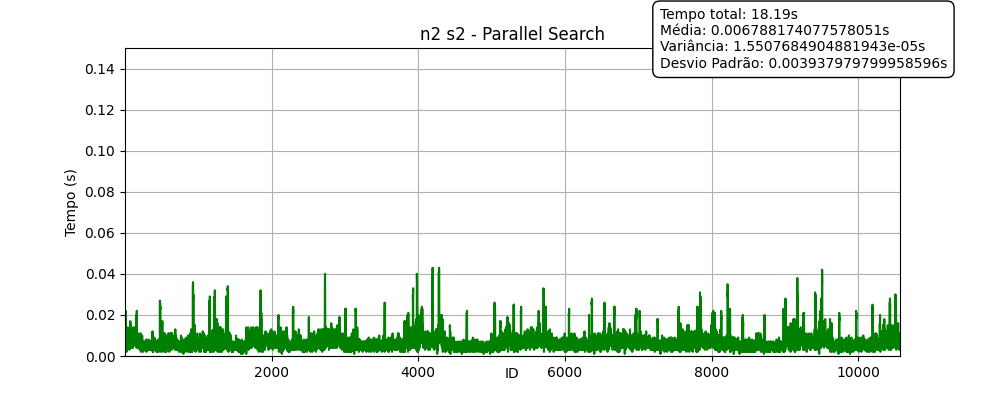 n2 s2 - Parallel Search
Tempo total: 18.19s
Média: 0.006788174077578051s
Variância: 1.5507684904881943e-05s
Desvio Padrão: 0.003937979799958596s
Tempo (s)
0.14
0.12
0.10
0.08
0.06
0.04
0.02
0.00
2000
4000
6000
8000
10000
ID